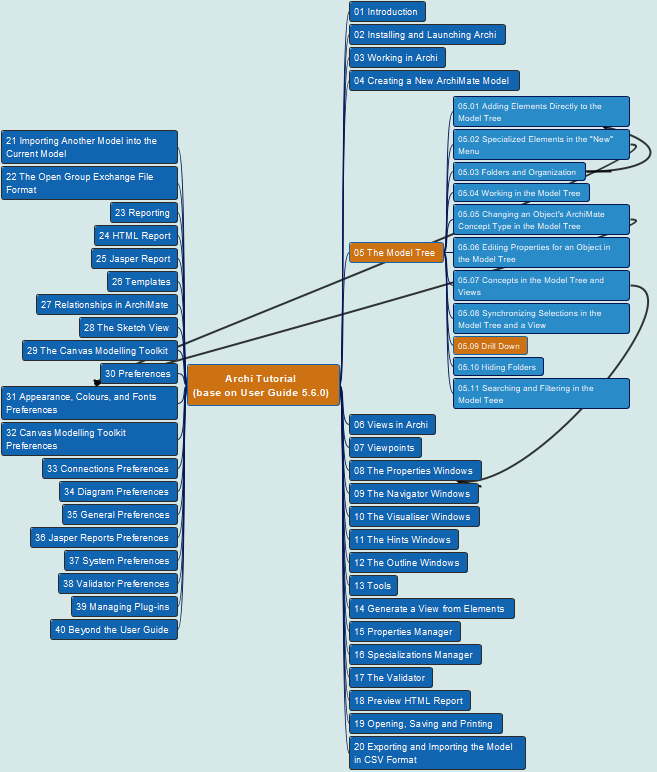 01 Introduction
02 Installing and Launching Archi
03 Working in Archi
04 Creating a New ArchiMate Model
05 The Model Tree
05.01 Adding Elements Directly to the
Model Tree
05.02 Specialized Elements in the "New"
Menu
05.03 Folders and Organization
05.04 Working in the Model Tree
05.05 Changing an Object's ArchiMate
Concept Type in the Model Tree
05.06 Editing Properties for an Object in
the Model Tree
05.07 Concepts in the Model Tree and
Views
05.08 Synchronizing Selections in the
Model Tree and a View
05.09 Drill Down
05.10 Hiding Folders
05.11 Searching and Filtering in the
Model Teee
06 Views in Archi
07 Viewpoints
08 The Properties Windows
09 The Navigator Windows
10 The Visualiser Windows
11 The Hints Windows
12 The Outline Windows
13 Tools
14 Generate a View from Elements
15 Properties Manager
16 Specializations Manager
17 The Validator
18 Preview HTML Report
19 Opening, Saving and Printing
20 Exporting and Importing the Model
in CSV Format
Archi Tutorial
(base on User Guide 5.6.0)
21 Importing Another Model into the
Current Model
22 The Open Group Exchange File
Format
23 Reporting
24 HTML Report
25 Jasper Report
26 Templates
27 Relationships in ArchiMate
28 The Sketch View
29 The Canvas Modelling Toolkit
30 Preferences
31 Appearance, Colours, and Fonts
Preferences
32 Canvas Modelling Toolkit
Preferences
33 Connections Preferences
34 Diagram Preferences
35 General Preferences
36 Jasper Reports Preferences
37 System Preferences
38 Validator Preferences
39 Managing Plug-ins
40 Beyond the User Guide